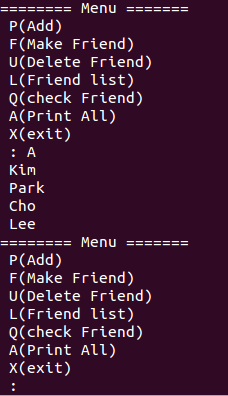 ======== Menu =======
P(Add)
F(Make Friend)
U(Delete Friend)
L(Friend list)
Q(check Friend)
A(Print All)
X(exit)
: A
Kim
Park
Cho
Lee
======== Menu =======
P(Add)
F(Make Friend)
U(Delete Friend)
L(Friend list)
Q(check Friend)
A(Print All)
X(exit)
: